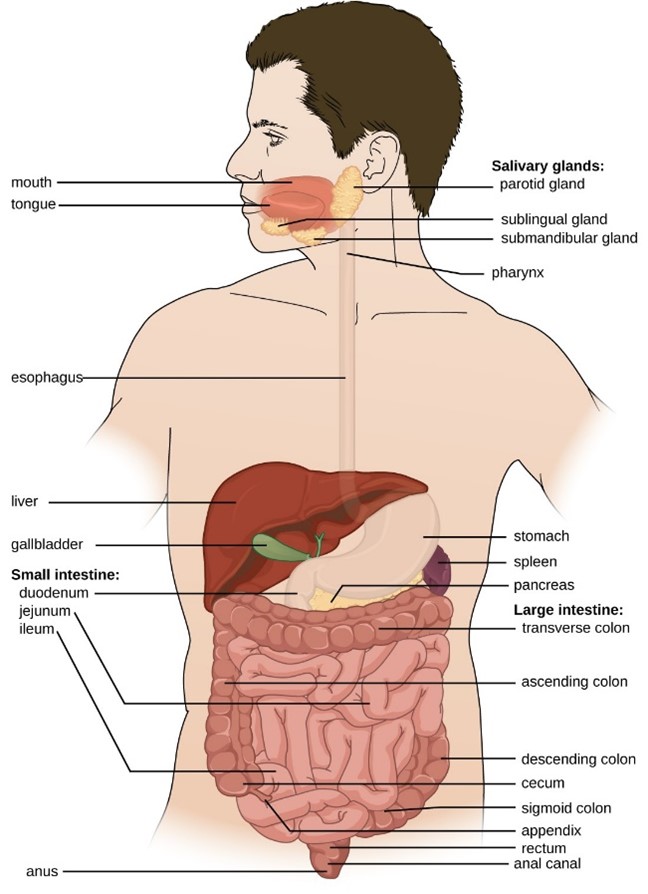 mouth
tongue
esophagus
liver
gallbladder
Small intestine:
duodenum
jejunum
ileum
anus
Salivary glands:
parotid gland
sublingual gland
submandibular gland
pharynx
stomach
spleen
pancreas
Large intestine:
transverse colon
ascending colon
descending colon
cecum
sigmoid colon
appendix
rectum
anal canal